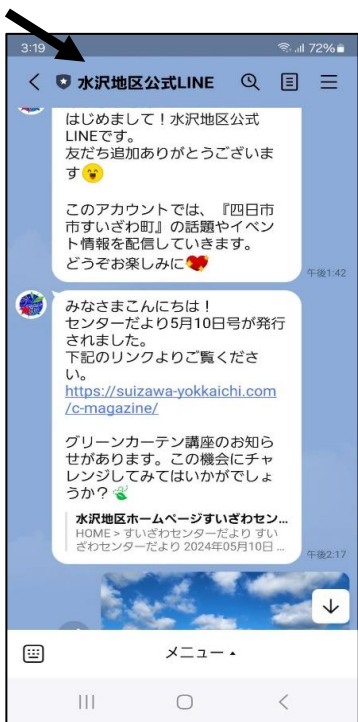 3:19 72%
水沢地区公式LINE
はじめまして！水沢地区公式
LINEです。
友だち追加ありがとうございま
す
このアカウントでは、『四日市
市すいざわ町』の話題やイベン
ト情報を配信していきます。
どうぞお楽しみに
午後1:42
みなさまこんにちは！
センターだより5月10日号が発行
されました。
下記のリンクよりご覧くださ
い。
https://suizawa-yokkaichi.com
/c-magazine/
グリーンカーテン講座のお知ら
せがあります。この機会にチャ
レンジしてみてはいかがでしょ
うか？
水沢地区ホームページすいざわセン...
HOME > すいざわセンターだより すい
ざわセンターだより 2024年05月10日 ...
午後2:17
メニュー